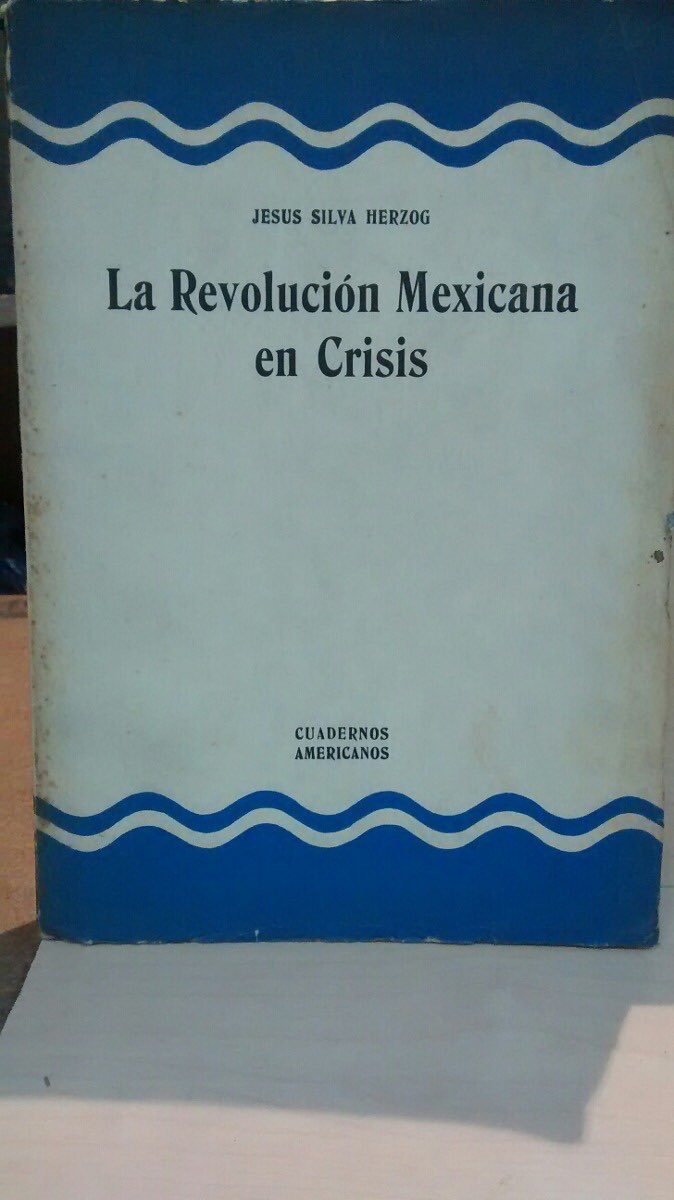 JESUS SILVA HERZOG
La Revolución Mexicana
en Crisis
CUADERNOS
AMERICANOS